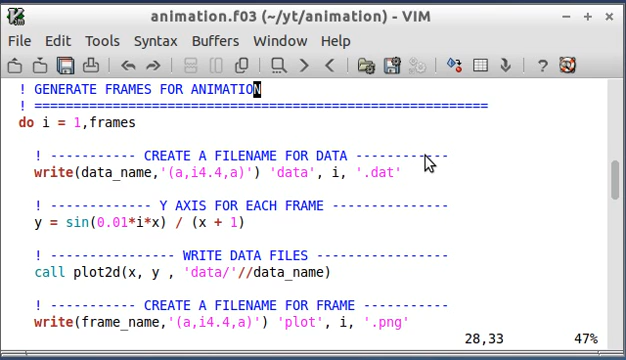 animation.f03 (~/yt/animation) - VIM
File Edit Tools Syntax Buffers Window Help
! GENERATE FRAMES FOR ANIMATION
! ==========================================================
do i = 1,frames
! ----------- CREATE A FILENAME FOR DATA ------------
write(data_name,'(a,i4.4,a)') 'data', i, '.dat'
! ------------- Y AXIS FOR EACH FRAME ---------------
y = sin(0.01*i*x) / (x + 1)
! ---------------- WRITE DATA FILES -----------------
call plot2d(x, y , 'data/'//data_name)
! ----------- CREATE A FILENAME FOR FRAME -----------
write(frame_name,'(a,i4.4,a)') 'plot', i, '.png'
28,33 47%